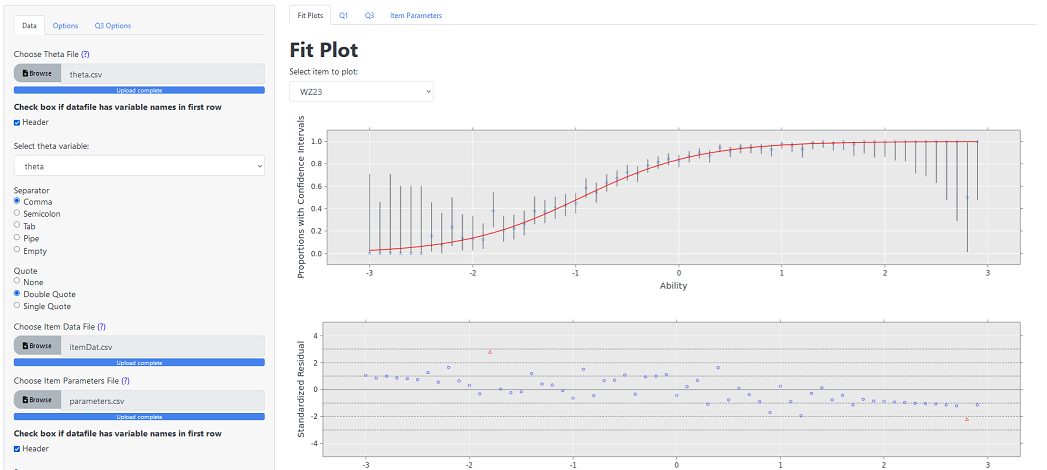 Data Options Q3 Options
Choose Theta File (?)
Browse theta.csv
Upload complete
Check box if datafile has variable names in first row
Header
Select theta variable:
theta
Separator
Comma
Semicolon
Tab
Pipe
Empty
Quote
None
Double Quote
Single Quote
Choose Item Data File (?)
Browse itemDat.csv
Upload complete
Choose Item Parameters File (?)
Browse parameters.csv
Upload complete
Check box if datafile has variable names in first row
Header
Fit Plots Q1 Q3 Item Parameters
Fit Plot
Select item to plot:
WZ23
Proportions with Confidence Intervals
1.0
0.8
0.6
0.4
0.2
0.0
-3 -2 -1 0 1 2 3
Ability
Standardized Residual
4
2
0
-2
-4
-3 -2 -1 0 1 2 3